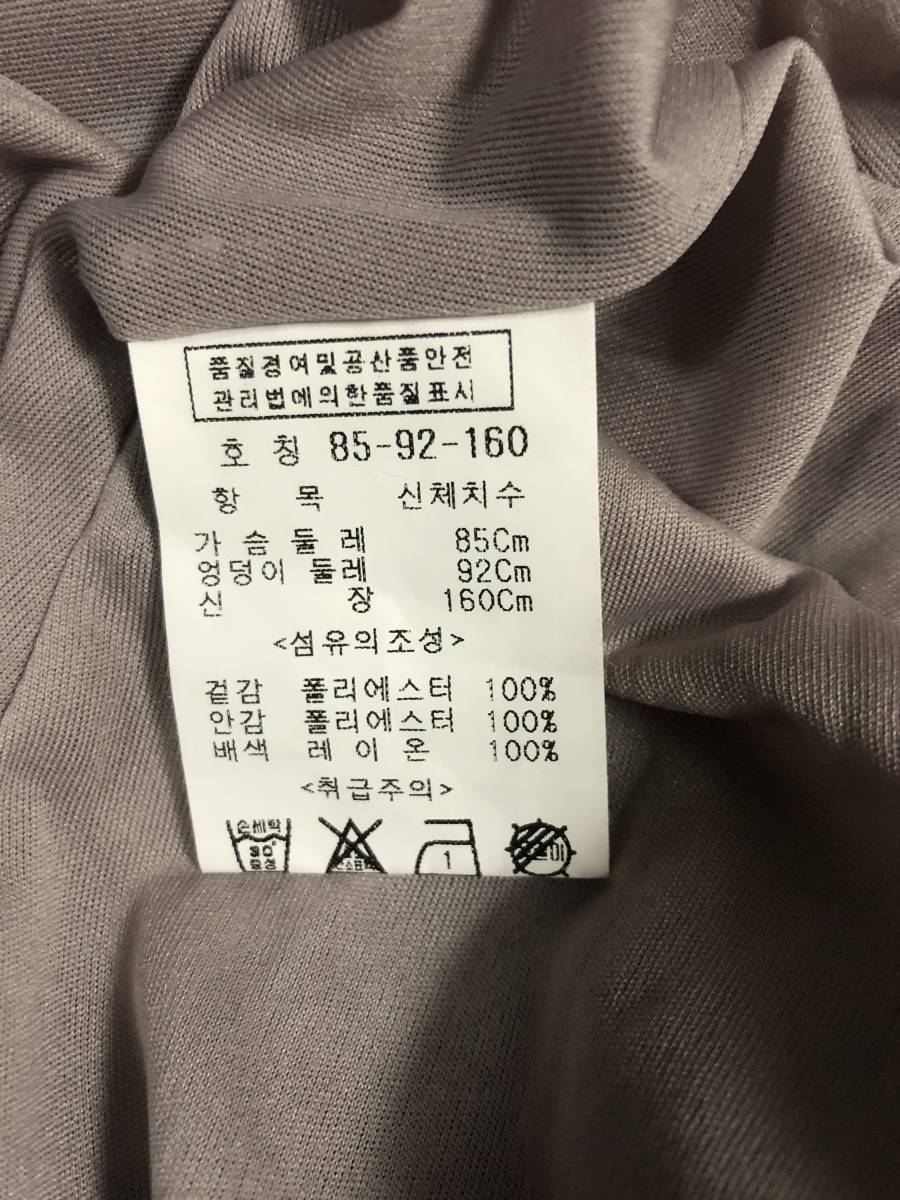 품질경여및공산품안전
관리법에의한품질표시
호 칭 85-92-160
항 목 신체치수
가슴둘레 85Cm
엉덩이 둘레 92Cm
신 장 160Cm
<섬유의조성>
겉감 폴리에스터 100%
안감 폴리에스터 100%
배색 레이온 100%
<취급주의>
손세탁 1
30°
중성